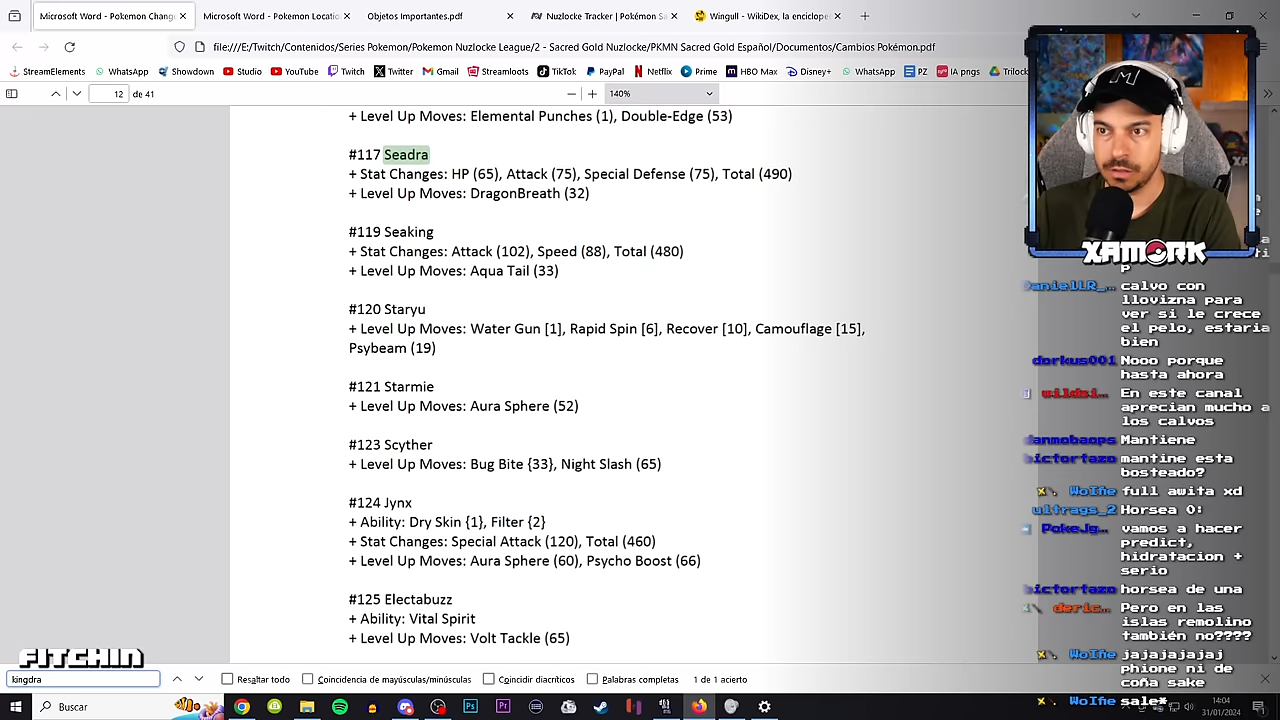 Microsoft Word - Pokemon Chang
Microsoft Word - Pokemon Locatio
Objetos Importantes.pdf
Nuzlocke Tracker | Pokémon Sa
Wingull - WikiDex, la enciclope
file:///E:/Twitch/Contenidos/Series Pokemon/Pokemon Nuzlocke League/2 - Sacred Gold Nuzlocke/PKMN Sacred Gold Español/Documentos/Cambios Pokémon.pdf
StreamElements
WhatsApp
Showdown
Studio
YouTube
Twitch
Twitter
Gmail
Streamloots
TikTok
PayPal
Netflix
Prime
HBO Max
Disney+
WhatsApp
PZ
IA pngs
Trilock
12 de 41
140%
+ Level Up Moves: Elemental Punches (1), Double-Edge (53)
#117 Seadra
+ Stat Changes: HP (65), Attack (75), Special Defense (75), Total (490)
+ Level Up Moves: DragonBreath (32)
#119 Seaking
+ Stat Changes: Attack (102), Speed (88), Total (480)
+ Level Up Moves: Aqua Tail (33)
#120 Staryu
+ Level Up Moves: Water Gun [1], Rapid Spin [6], Recover [10], Camouflage [15],
Psybeam (19)
#121 Starmie
+ Level Up Moves: Aura Sphere (52)
#123 Scyther
+ Level Up Moves: Bug Bite {33}, Night Slash (65)
#124 Jynx
+ Ability: Dry Skin {1}, Filter {2}
+ Stat Changes: Special Attack (120), Total (460)
+ Level Up Moves: Aura Sphere (60), Psycho Boost (66)
#125 Electabuzz
+ Ability: Vital Spirit
+ Level Up Moves: Volt Tackle (65)
XAMORK
calvo con
llovizna para
ver si le crece
el pelo, estaria
bien
dorkus001 Nooo porque
hasta ahora
En este canal
aprecian mucho a
los calvos
danmobaops Mantiene
bictortazo mantine esta
bosteado?
WoIñe full awita xd
ultrags_2 Horsea O:
PokeJg… vamos a hacer
predict,
hidratacion +
serio
bictortazo horsea de una
deric… Pero en las
islas remolino
también no????
WoIñe jajajajajaj
phione ni de
coña sake
WoIñe sale*
FITCHIN
kingdra
Resaltar todo
Coincidencia de mayúsculas/minúsculas
Coincidir diacríticos
Palabras completas
1 de 1 acierto
Buscar
14:04
31/01/2024